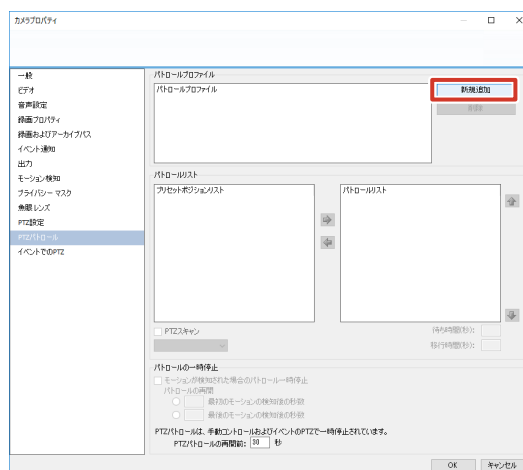 カメラプロパティ
一般
ビデオ
音声設定
録画プロパティ
録画およびアーカイブパス
イベント通知
出力
モーション検知
プライバシー マスク
魚眼レンズ
PTZ設定
PTZパトロール
イベントでのPTZ
パトロールプロファイル
パトロールプロファイル
新規追加
削除
パトロールリスト
プリセットポジションリスト
パトロールリスト
PTZスキャン
待ち時間(秒):
移行時間(秒):
パトロールの一時停止
モーションが検知された場合のパトロール一時停止
パトロールの再開
最初のモーションの検知後の秒数
最後のモーションの検知後の秒数
PTZパトロールは、手動コントロールおよびイベントのPTZで一時停止されています。
PTZパトロールの再開前: 30 秒
OK キャンセル